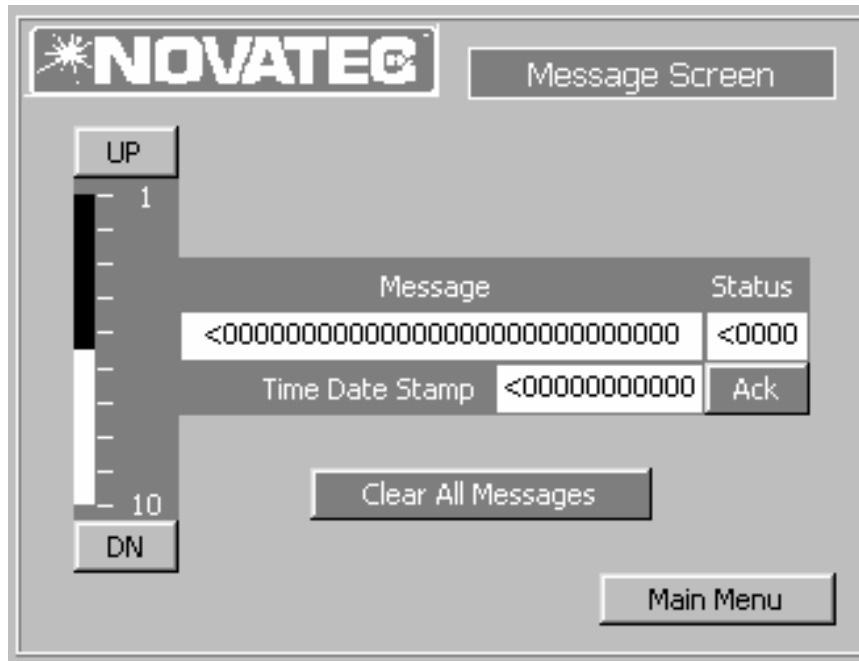 NOVATEC
Message Screen
UP
1
Message Status
<00000000000000000000000000000 <0000
Time Date Stamp <00000000000 Ack
10
Clear All Messages
DN
Main Menu